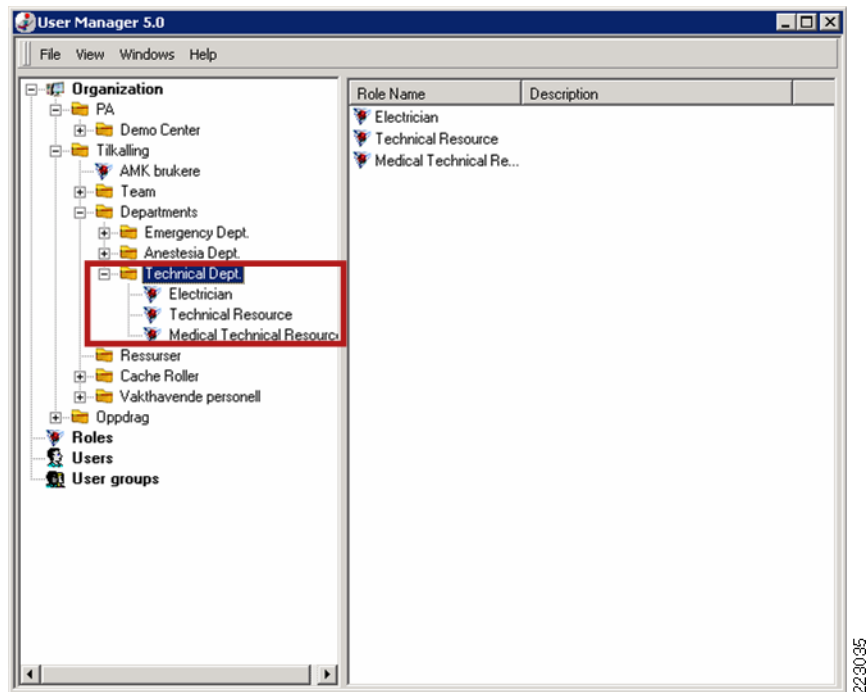 User Manager 5.0
File View Windows Help
Organization
PA
Demo Center
Tilkalling
AMK brukere
Team
Departments
Emergency Dept.
Anestesia Dept.
Technical Dept.
Electrician
Technical Resource
Medical Technical Resourc
Ressurser
Cache Roller
Vakthavende personell
Oppdrag
Roles
Users
User groups
Role Name Description
Electrician
Technical Resource
Medical Technical Re...
223035